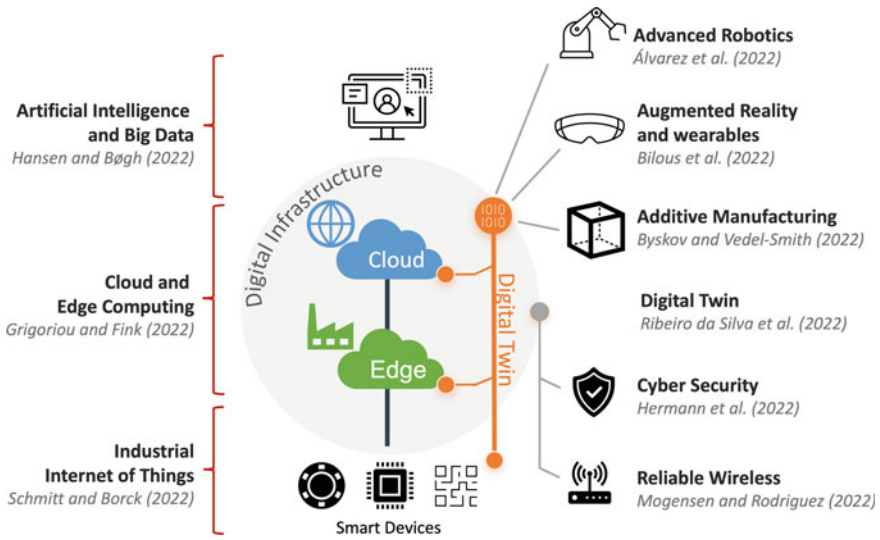 Artificial Intelligence
and Big Data
Hansen and Bøgh (2022)
Cloud and
Edge Computing
Grigoriou and Fink (2022)
Industrial
Internet of Things
Schmitt and Borck (2022)
Digital Infrastructure
Cloud
Edge
1010
1010
Digital Twin
Smart Devices
Advanced Robotics
Álvarez et al. (2022)
Augmented Reality
and wearables
Bilous et al. (2022)
Additive Manufacturing
Byskov and Vedel-Smith (2022)
Digital Twin
Ribeiro da Silva et al. (2022)
Cyber Security
Hermann et al. (2022)
Reliable Wireless
Mogensen and Rodriguez (2022)